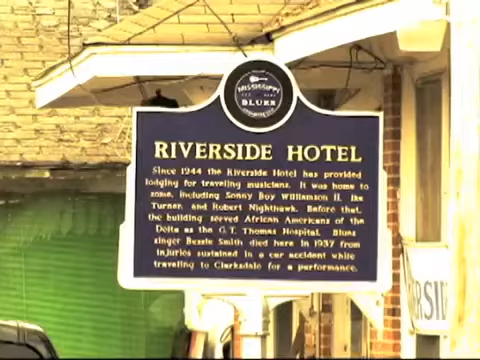 MISSISSIPPI
BLUES
RIVERSIDE HOTEL
Since 1944 the Riverside Hotel has provided
lodging for traveling musicians. It was home to
some, including Sonny Boy Williamson II, Ike
Turner, and Robert Nighthawk. Before that,
the building served African Americans of the
Delta as the G.T. Thomas Hospital. Blues
singer Bessie Smith died here in 1937 from
injuries sustained in a car accident while
traveling to Clarksdale for a performance.
RSI